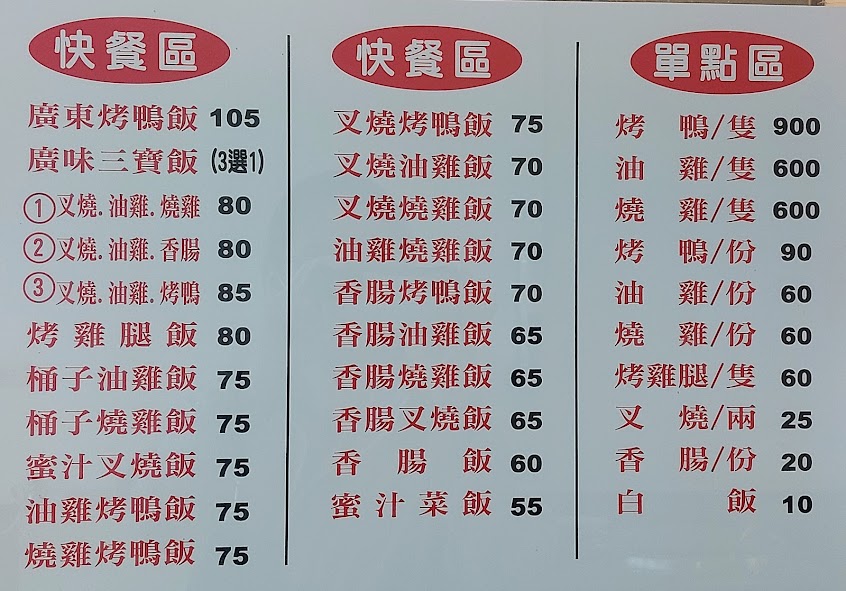 快餐區
廣東烤鴨飯 105
廣味三寶飯 (3選1)
①叉燒.油雞.燒雞 80
②叉燒.油雞.香腸 80
③叉燒.油雞.烤鴨 85
烤雞腿飯 80
桶子油雞飯 75
桶子燒雞飯 75
蜜汁叉燒飯 75
油雞烤鴨飯 75
燒雞烤鴨飯 75
快餐區
叉燒烤鴨飯 75
叉燒油雞飯 70
叉燒燒雞飯 70
油雞燒雞飯 70
香腸烤鴨飯 70
香腸油雞飯 65
香腸燒雞飯 65
香腸叉燒飯 65
香腸飯 60
蜜汁菜飯 55
單點區
烤鴨/隻 900
油雞/隻 600
燒雞/隻 600
烤鴨/份 90
油雞/份 60
燒雞/份 60
烤雞腿/隻 60
叉燒/兩 25
香腸/份 20
白飯 10